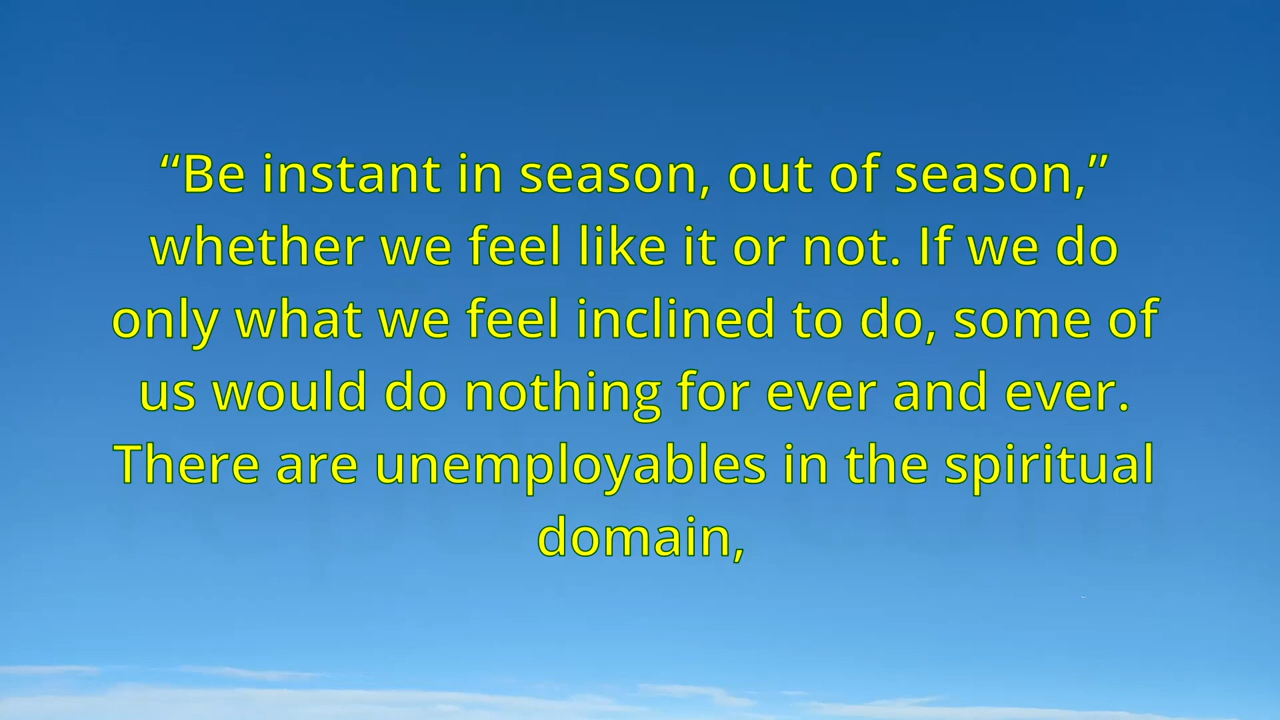 “Be instant in season, out of season,”
whether we feel like it or not. If we do
only what we feel inclined to do, some of
us would do nothing for ever and ever.
There are unemployables in the spiritual
domain,